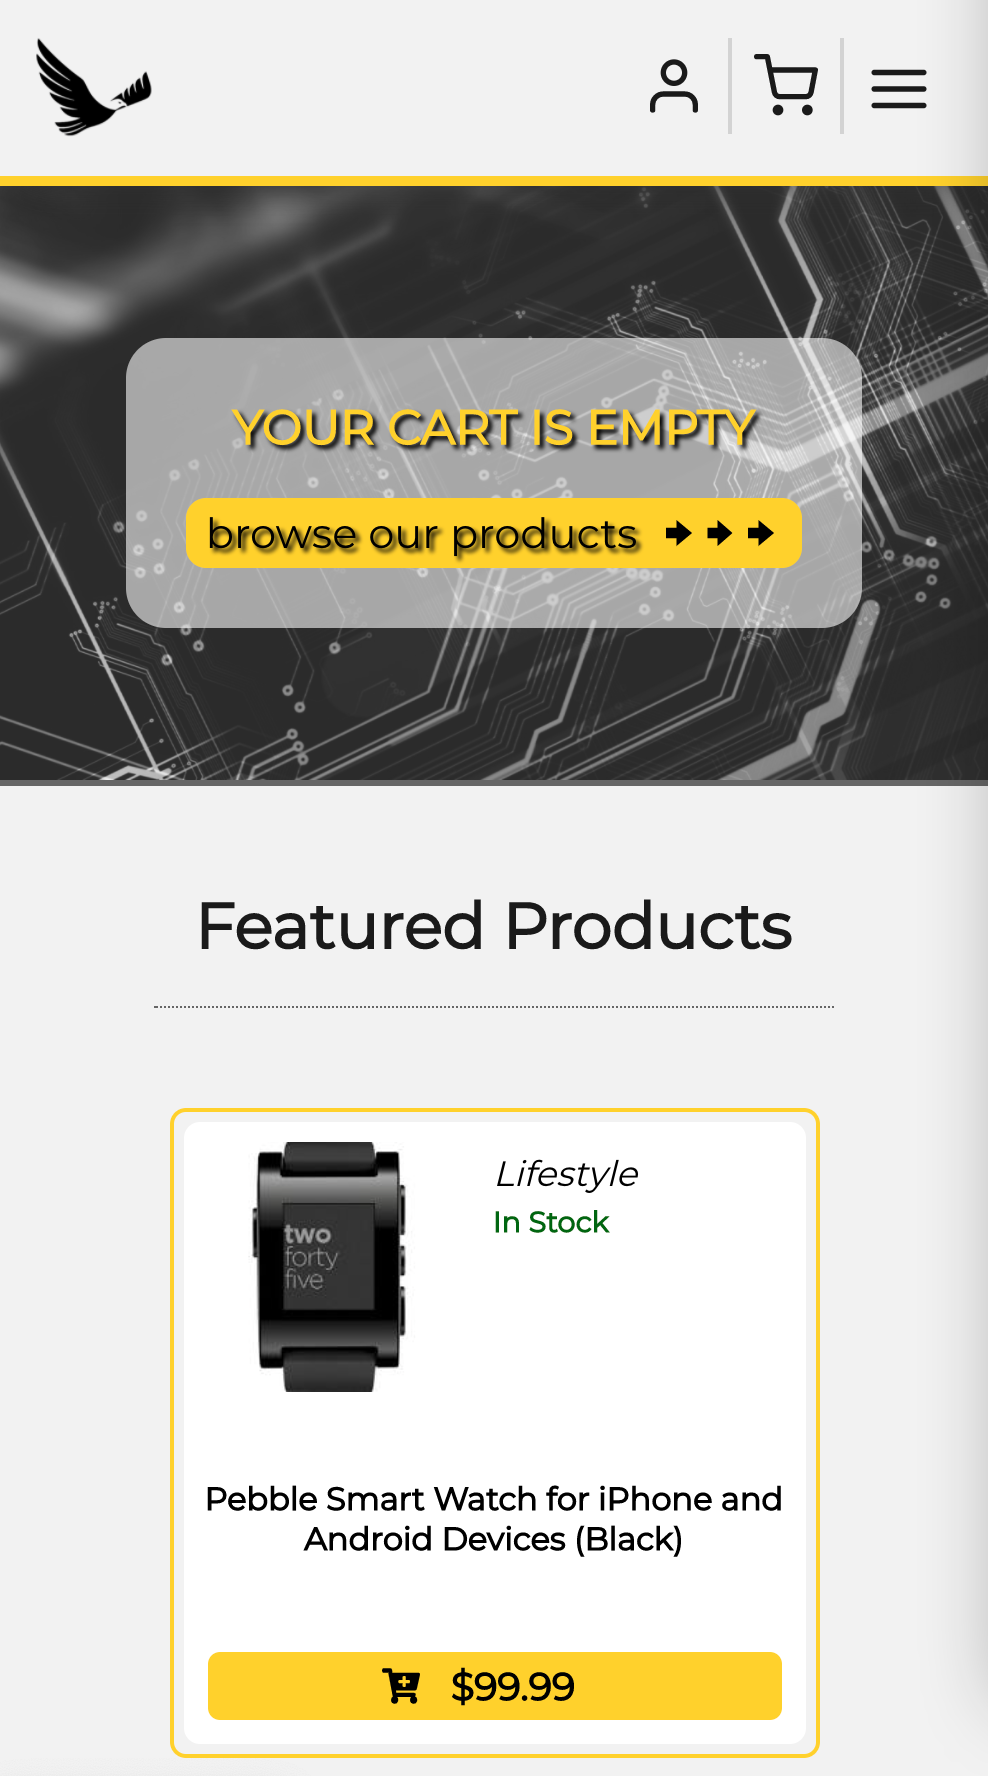 YOUR CART IS EMPTY
browse our products
Featured Products
two
forty
five
Lifestyle
In Stock
Pebble Smart Watch for iPhone and
Android Devices (Black)
$99.99